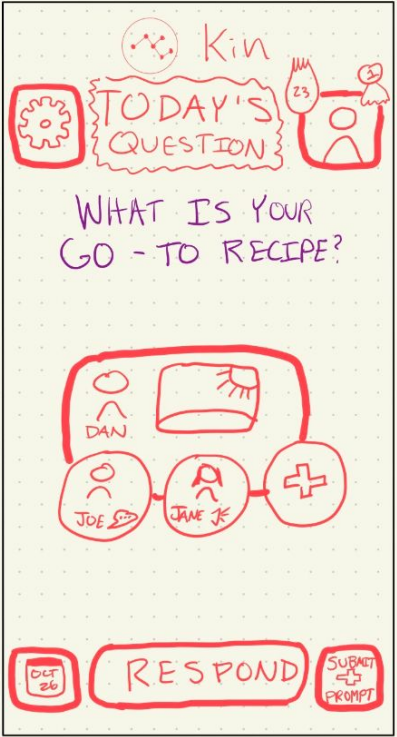 Kin
TODAY'S
QUESTION
23
1
WHAT IS YOUR
GO-TO RECIPE?
DAN
JOE
JANE
OCT
26
RESPOND
SUBMIT
PROMPT